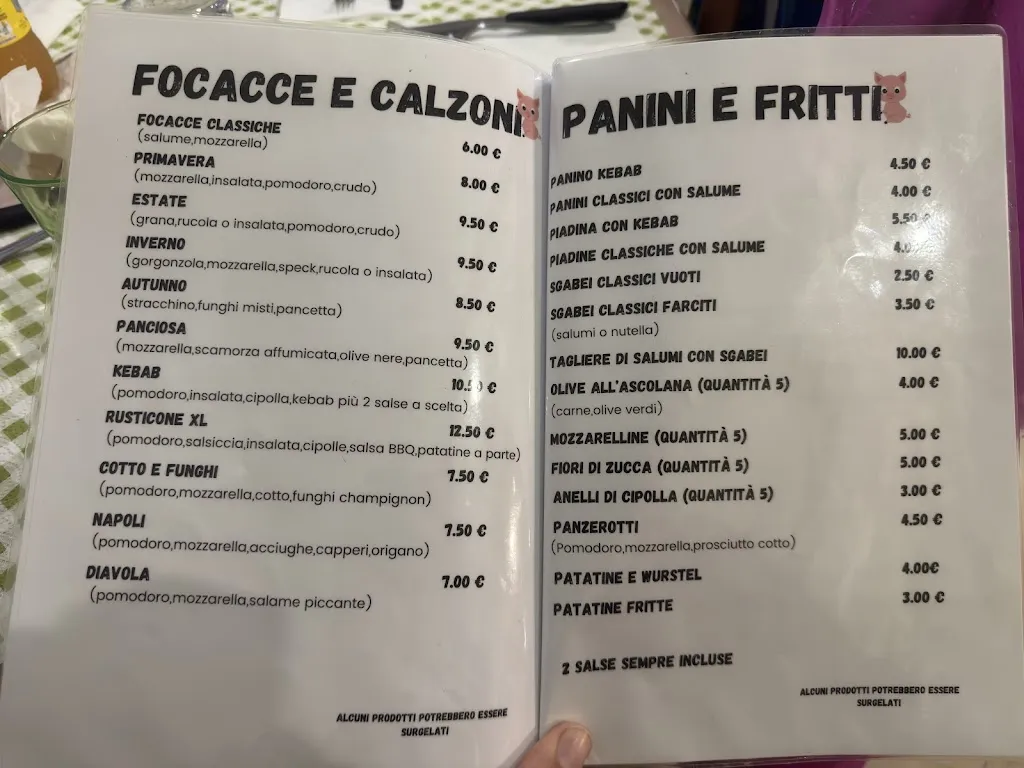 FOCACCE E CALZONI
FOCACCE CLASSICHE
(salume,mozzarella)
6.00 €
PRIMAVERA
(mozzarella,insalata,pomodoro,crudo)
8.00 €
ESTATE
(grana,rucola o insalata,pomodoro,crudo)
9.50 €
INVERNO
(gorgonzola,mozzarella,speck,rucola o insalata)
9.50 €
AUTUNNO
(stracchino,funghi misti,pancetta)
8.50 €
PANCIOSA
(mozzarella,scamorza affumicata,olive nere,pancetta)
9.50 €
KEBAB
(pomodoro,insalata,cipolla,kebab più 2 salse a scelta)
RUSTICONE XL
(pomodoro,salsiccia,insalata,cipolle,salsa BBQ,patatine a parte)
12.50 €
COTTO E FUNGHI
(pomodoro,mozzarella,cotto,funghi champignon)
7.50 €
NAPOLI
(pomodoro,mozzarella,acciughe,capperi,origano)
7.50 €
DIAVOLA
(pomodoro,mozzarella,salame piccante)
7.00 €
ALCUNI PRODOTTI POTREBBERO ESSERE
SURGELATI
PANINI E FRITTI
PANINO KEBAB 4.50 €
PANINI CLASSICI CON SALUME 4.00 €
PIADINA CON KEBAB 5.50 €
PIADINE CLASSICHE CON SALUME
SGABEI CLASSICI VUOTI 2.50 €
SGABEI CLASSICI FARCITI 3.50 €
(salumi o nutella)
TAGLIERE DI SALUMI CON SGABEI 10.00 €
OLIVE ALL'ASCOLANA (QUANTITÀ 5) 4.00 €
(carne,olive verdi)
MOZZARELLINE (QUANTITÀ 5) 5.00 €
FIORI DI ZUCCA (QUANTITÀ 5) 5.00 €
ANELLI DI CIPOLLA (QUANTITÀ 5) 3.00 €
PANZEROTTI 4.50 €
(Pomodoro,mozzarella,prosciutto cotto)
PATATINE E WURSTEL 4.00€
PATATINE FRITTE 3.00 €
2 SALSE SEMPRE INCLUSE
ALCUNI PRODOTTI POTREBBERO ESSERE
SURGELATI